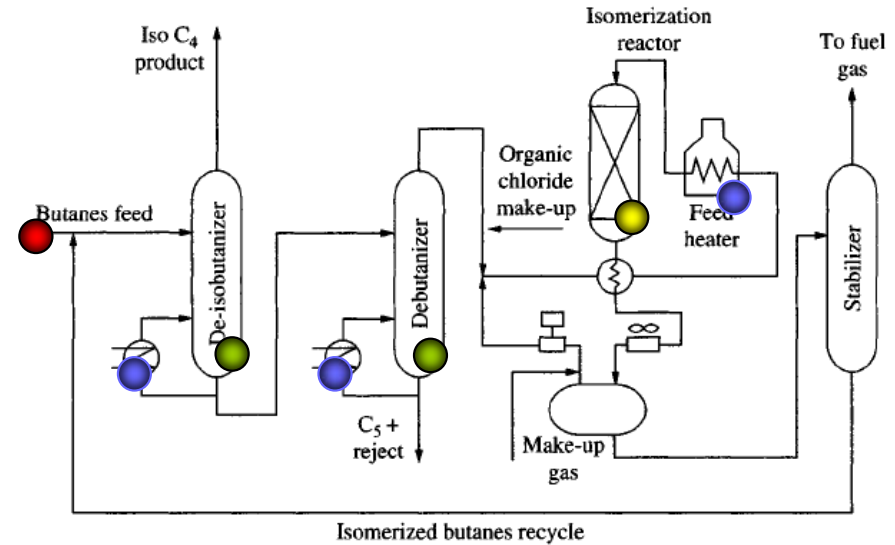 Iso C₄
product
Isomerization
reactor
To fuel
gas
Organic
chloride
make-up
Butanes feed
Feed
heater
De-isobutanizer
Debutanizer
Stabilizer
C₅ +
reject
Make-up
gas
Isomerized butanes recycle